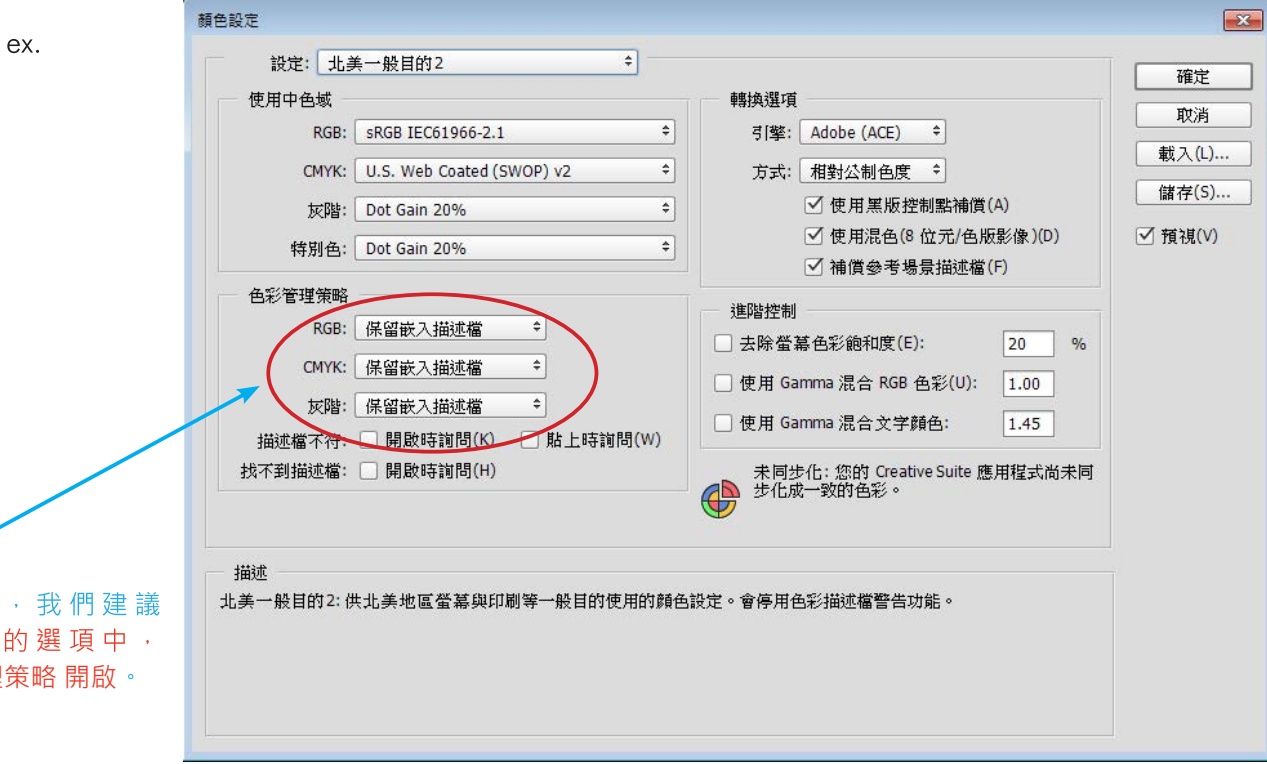 ex.
顏色設定
設定: 北美一般目的2
使用中色域
RGB: sRGB IEC61966-2.1
CMYK: U.S. Web Coated (SWOP) v2
灰階: Dot Gain 20%
特別色: Dot Gain 20%
色彩管理策略
RGB: 保留嵌入描述檔
CMYK: 保留嵌入描述檔
灰階: 保留嵌入描述檔
描述檔不符: 開啟時詢問(K) 貼上時詢問(W)
找不到描述檔: 開啟時詢問(H)
轉換選項
引擎: Adobe (ACE)
方式: 相對公制色度
使用黑版控制點補償(A)
使用混色(8 位元/色版影像)(D)
補償參考場景描述檔(F)
進階控制
去除螢幕色彩飽和度(E): 20 %
使用 Gamma 混合 RGB 色彩(U): 1.00
使用 Gamma 混合文字顏色: 1.45
未同步化: 您的 Creative Suite 應用程式尚未同
步化成一致的色彩。
確定
取消
載入(L)...
儲存(S)...
預視(V)
描述
北美一般目的2: 供北美地區螢幕與印刷等一般目的使用的顏色設定。會停用色彩描述檔警告功能。
，我們建議
的選項中，
理策略 開啟。